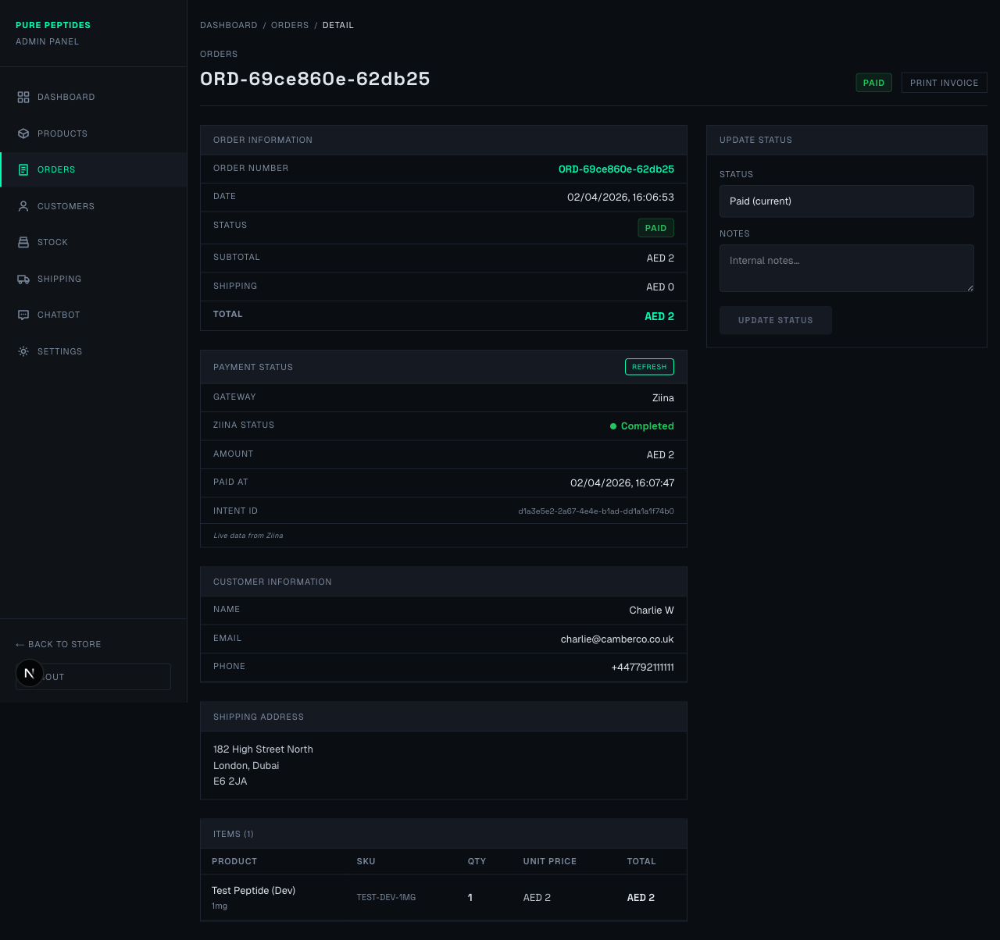 PURE PEPTIDES
ADMIN PANEL
DASHBOARD
PRODUCTS
ORDERS
CUSTOMERS
STOCK
SHIPPING
CHATBOT
SETTINGS
← BACK TO STORE
N
OUT
DASHBOARD / ORDERS / DETAIL
ORDERS
ORD-69ce860e-62db25
PAID
PRINT INVOICE
ORDER INFORMATION
ORDER NUMBER ORD-69ce860e-62db25
DATE 02/04/2026, 16:06:53
STATUS PAID
SUBTOTAL AED 2
SHIPPING AED 0
TOTAL AED 2
PAYMENT STATUS REFRESH
GATEWAY Ziina
ZIINA STATUS Completed
AMOUNT AED 2
PAID AT 02/04/2026, 16:07:47
INTENT ID d1a3e5e2-2a67-4e4e-b1ad-dd1a1a1f74b0
Live data from Ziina
CUSTOMER INFORMATION
NAME Charlie W
EMAIL charlie@camberco.co.uk
PHONE +447792111111
SHIPPING ADDRESS
182 High Street North
London, Dubai
E6 2JA
ITEMS (1)
PRODUCT SKU QTY UNIT PRICE TOTAL
Test Peptide (Dev) TEST-DEV-1MG 1 AED 2 AED 2
1mg
UPDATE STATUS
STATUS
Paid (current)
NOTES
Internal notes...
UPDATE STATUS